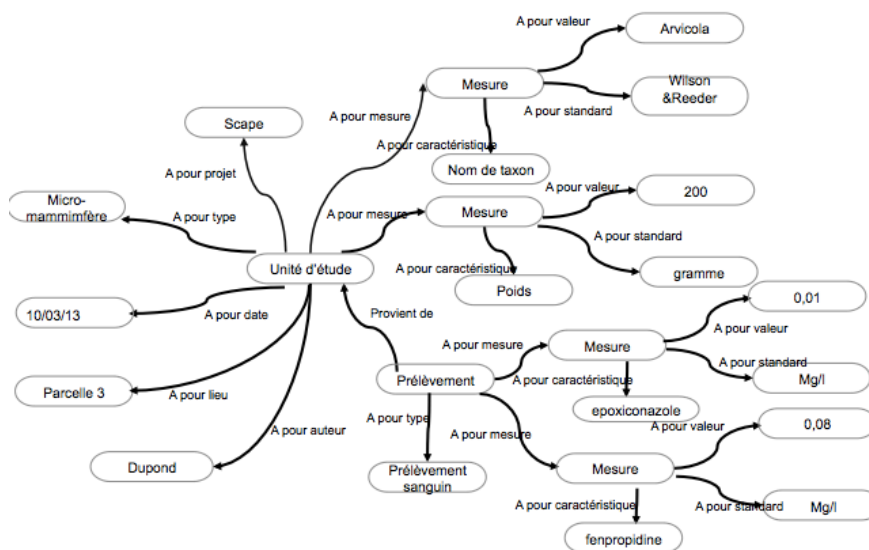 A pour valeur
Arvicola
Mesure
Wilson
&Reeder
A pour standard
A pour mesure
Scape
A pour caractéristique
Nom de taxon
A pour projet
A pour valeur
200
Micro-
mammimfère
A pour type
A pour mesure
Mesure
A pour standard
Unité d'étude
A pour caractéristique
gramme
Poids
10/03/13
A pour date
Provient de
0,01
A pour valeur
A pour mesure
Mesure
A pour standard
Parcelle 3
A pour lieu
Prélèvement
A pour caractéristique
Mg/l
epoxiconazole
A pour type
A pour auteur
A pour mesure
A pour valeur
0,08
Dupond
Prélèvement
sanguin
Mesure
A pour caractéristique
A pour standard
Mg/l
fenpropidine